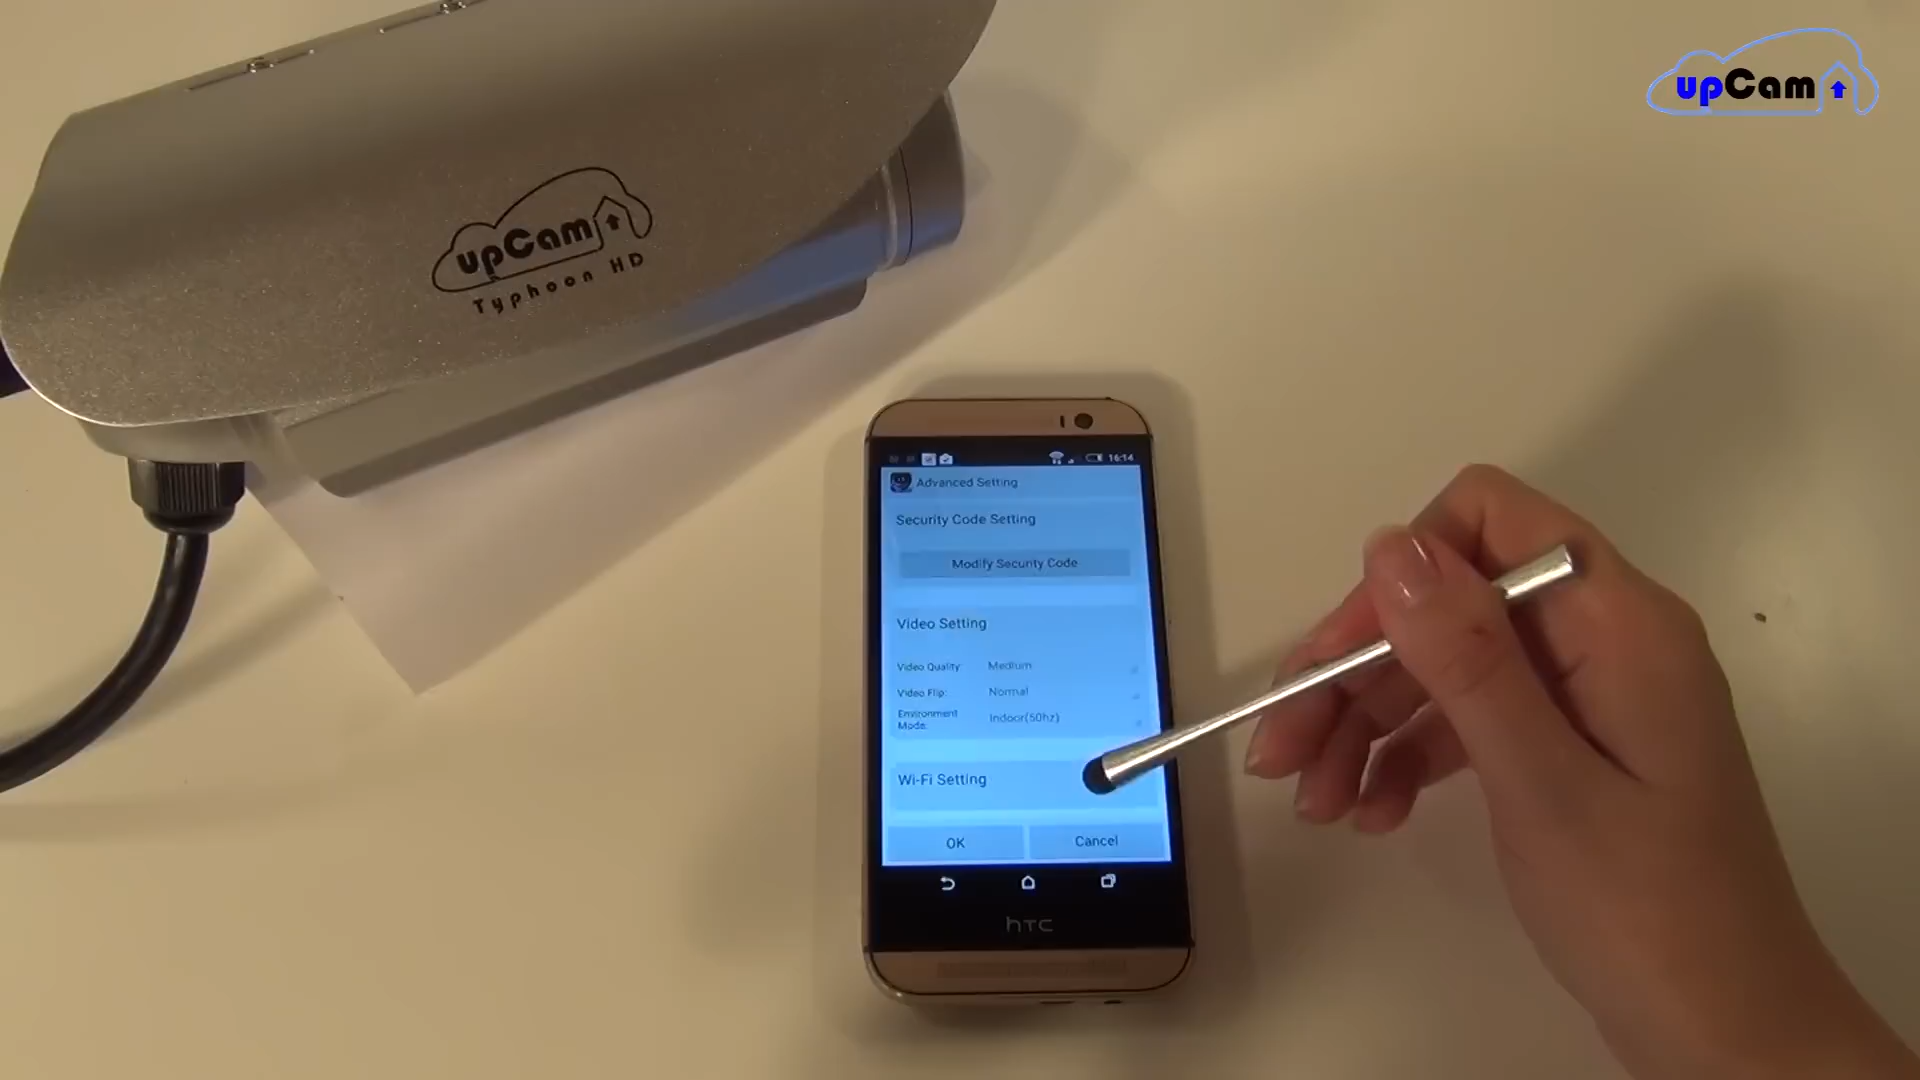 upCam
upCam
Typhoon HD
16:14
Advanced Setting
Security Code Setting
Modify Security Code
Video Setting
Video Quality: Medium
Video Flip: Normal
Environment Mode: Indoor(50hz)
Wi-Fi Setting
OK Cancel
hTC